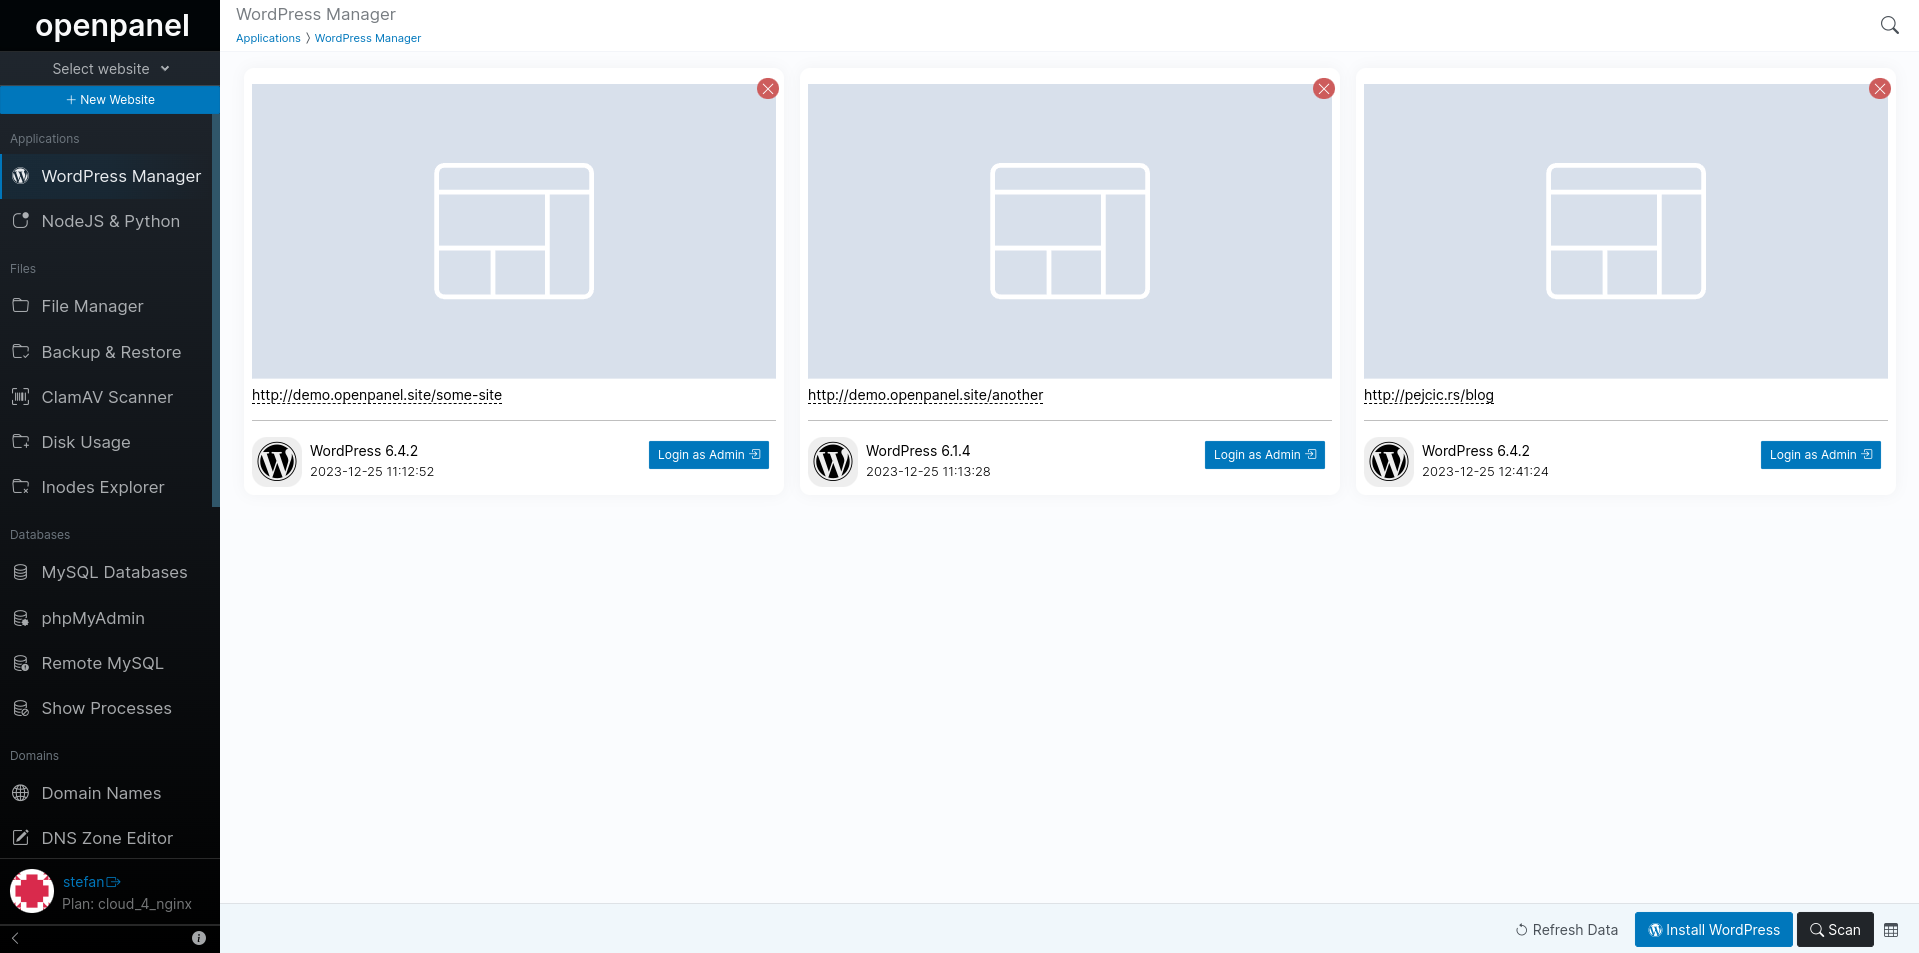 openpanel
Select website
+ New Website
Applications
WordPress Manager
NodeJS & Python
Files
File Manager
Backup & Restore
ClamAV Scanner
Disk Usage
Inodes Explorer
Databases
MySQL Databases
phpMyAdmin
Remote MySQL
Show Processes
Domains
Domain Names
DNS Zone Editor
stefan
Plan: cloud_4_nginx
WordPress Manager
Applications 〉 WordPress Manager
http://demo.openpanel.site/some-site
WordPress 6.4.2
2023-12-25 11:12:52
Login as Admin
http://demo.openpanel.site/another
WordPress 6.1.4
2023-12-25 11:13:28
Login as Admin
http://pejcic.rs/blog
WordPress 6.4.2
2023-12-25 12:41:24
Login as Admin
Refresh Data
Install WordPress
Scan